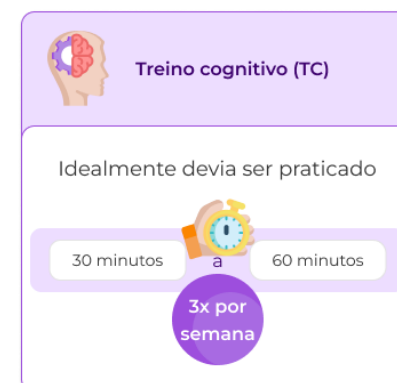 Treino cognitivo (TC)
Idealmente devia ser praticado
30 minutos a 60 minutos
3x por
semana